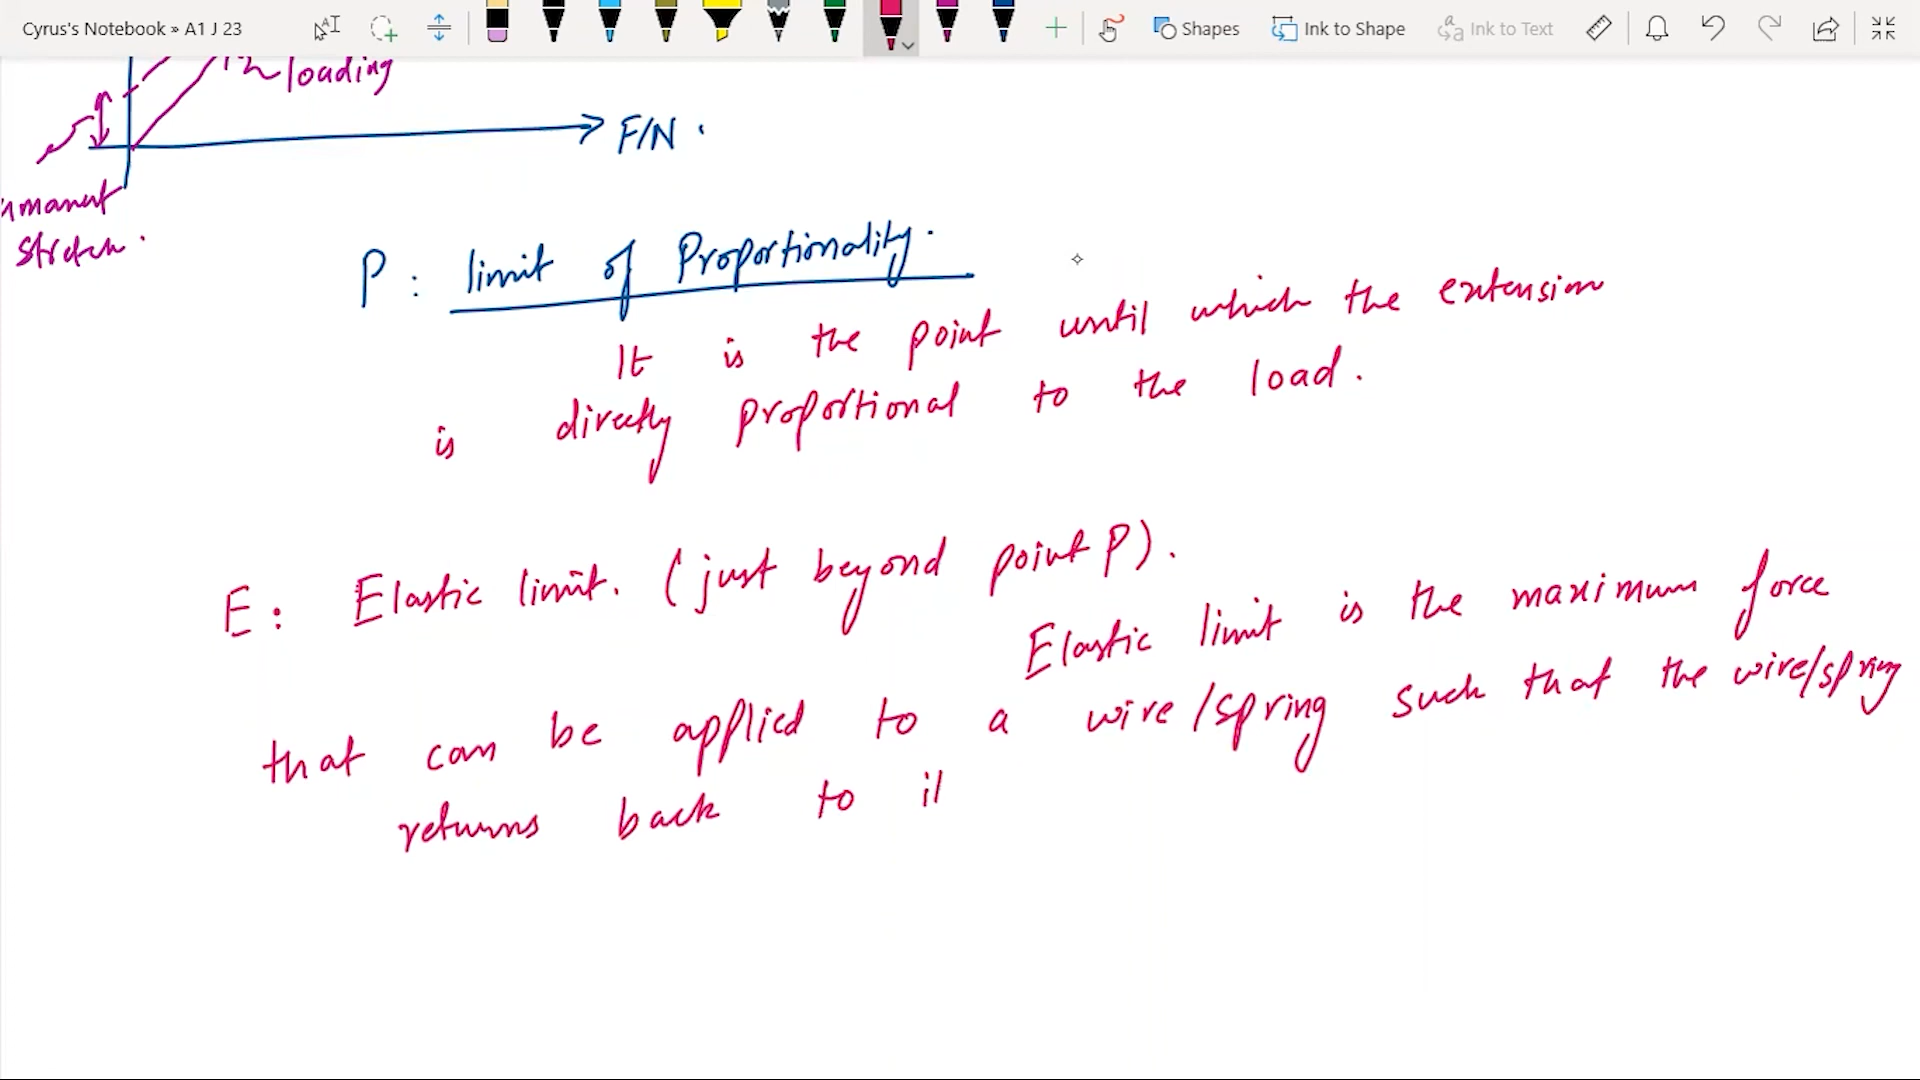 Cyrus's Notebook » A1 J 23
Shapes
Ink to Shape
Ink to Text
loading
F/N
stretch.
P: limit of Proportionality.
It is the point until which the extension
is directly proportional to the load.
E: Elastic limit. (just beyond point P).
Elastic limit is the maximum force
that can be applied to a wire/spring such that the wire/spring
returns back to